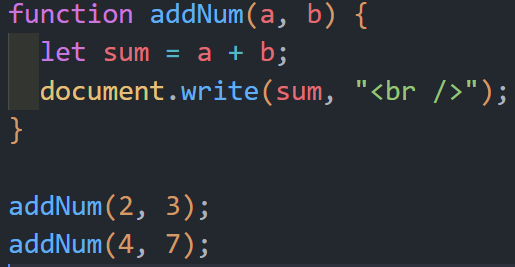 function addNum(a, b) {
  let sum = a + b;
  document.write(sum, "<br />");
}
addNum(2, 3);
addNum(4, 7);